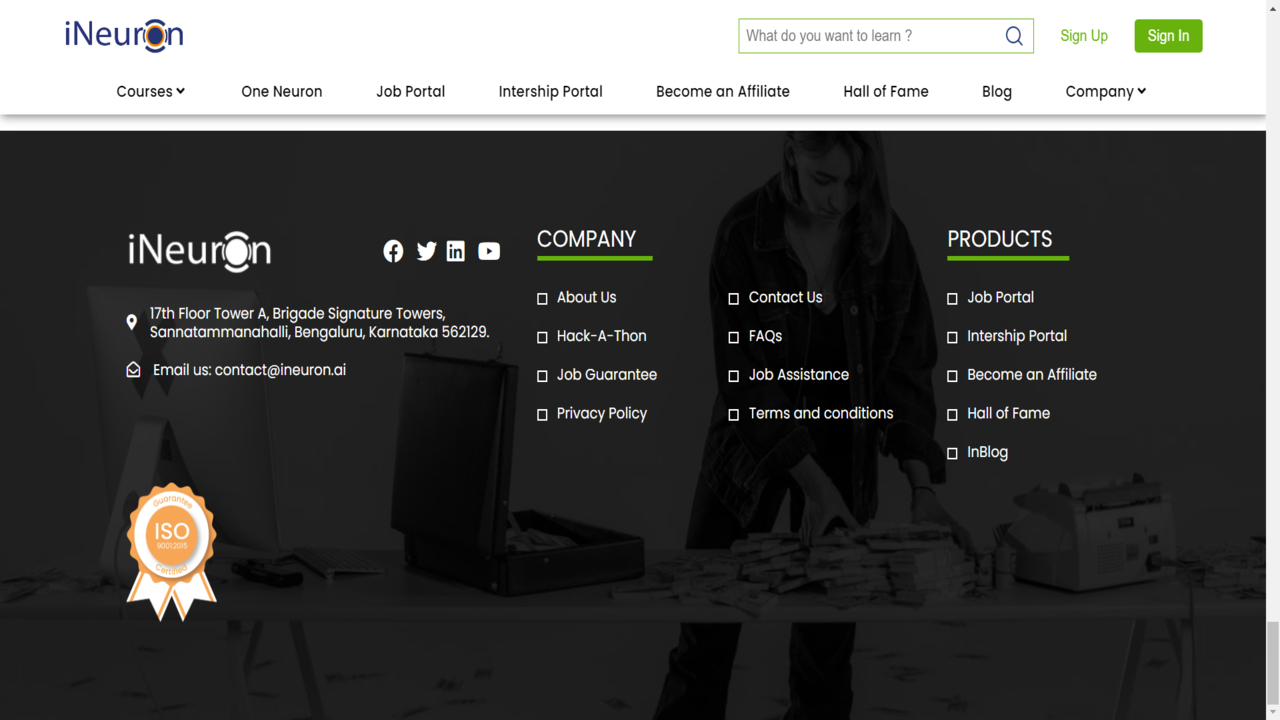 iNeuron
What do you want to learn ?
Sign Up
Sign In
Courses
One Neuron
Job Portal
Intership Portal
Become an Affiliate
Hall of Fame
Blog
Company
iNeuron
17th Floor Tower A, Brigade Signature Towers,
Sannatammanahalli, Bengaluru, Karnataka 562129.
Email us: contact@ineuron.ai
Guarantee
ISO
9001:2015
Certified
COMPANY
About Us
Hack-A-Thon
Job Guarantee
Privacy Policy
Contact Us
FAQs
Job Assistance
Terms and conditions
PRODUCTS
Job Portal
Intership Portal
Become an Affiliate
Hall of Fame
InBlog